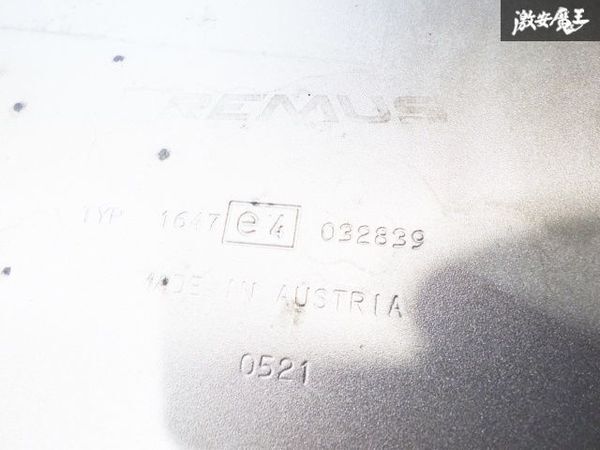 激安魔王
REMUS
TYP 1647 e4 032839
MADE IN AUSTRIA
0521